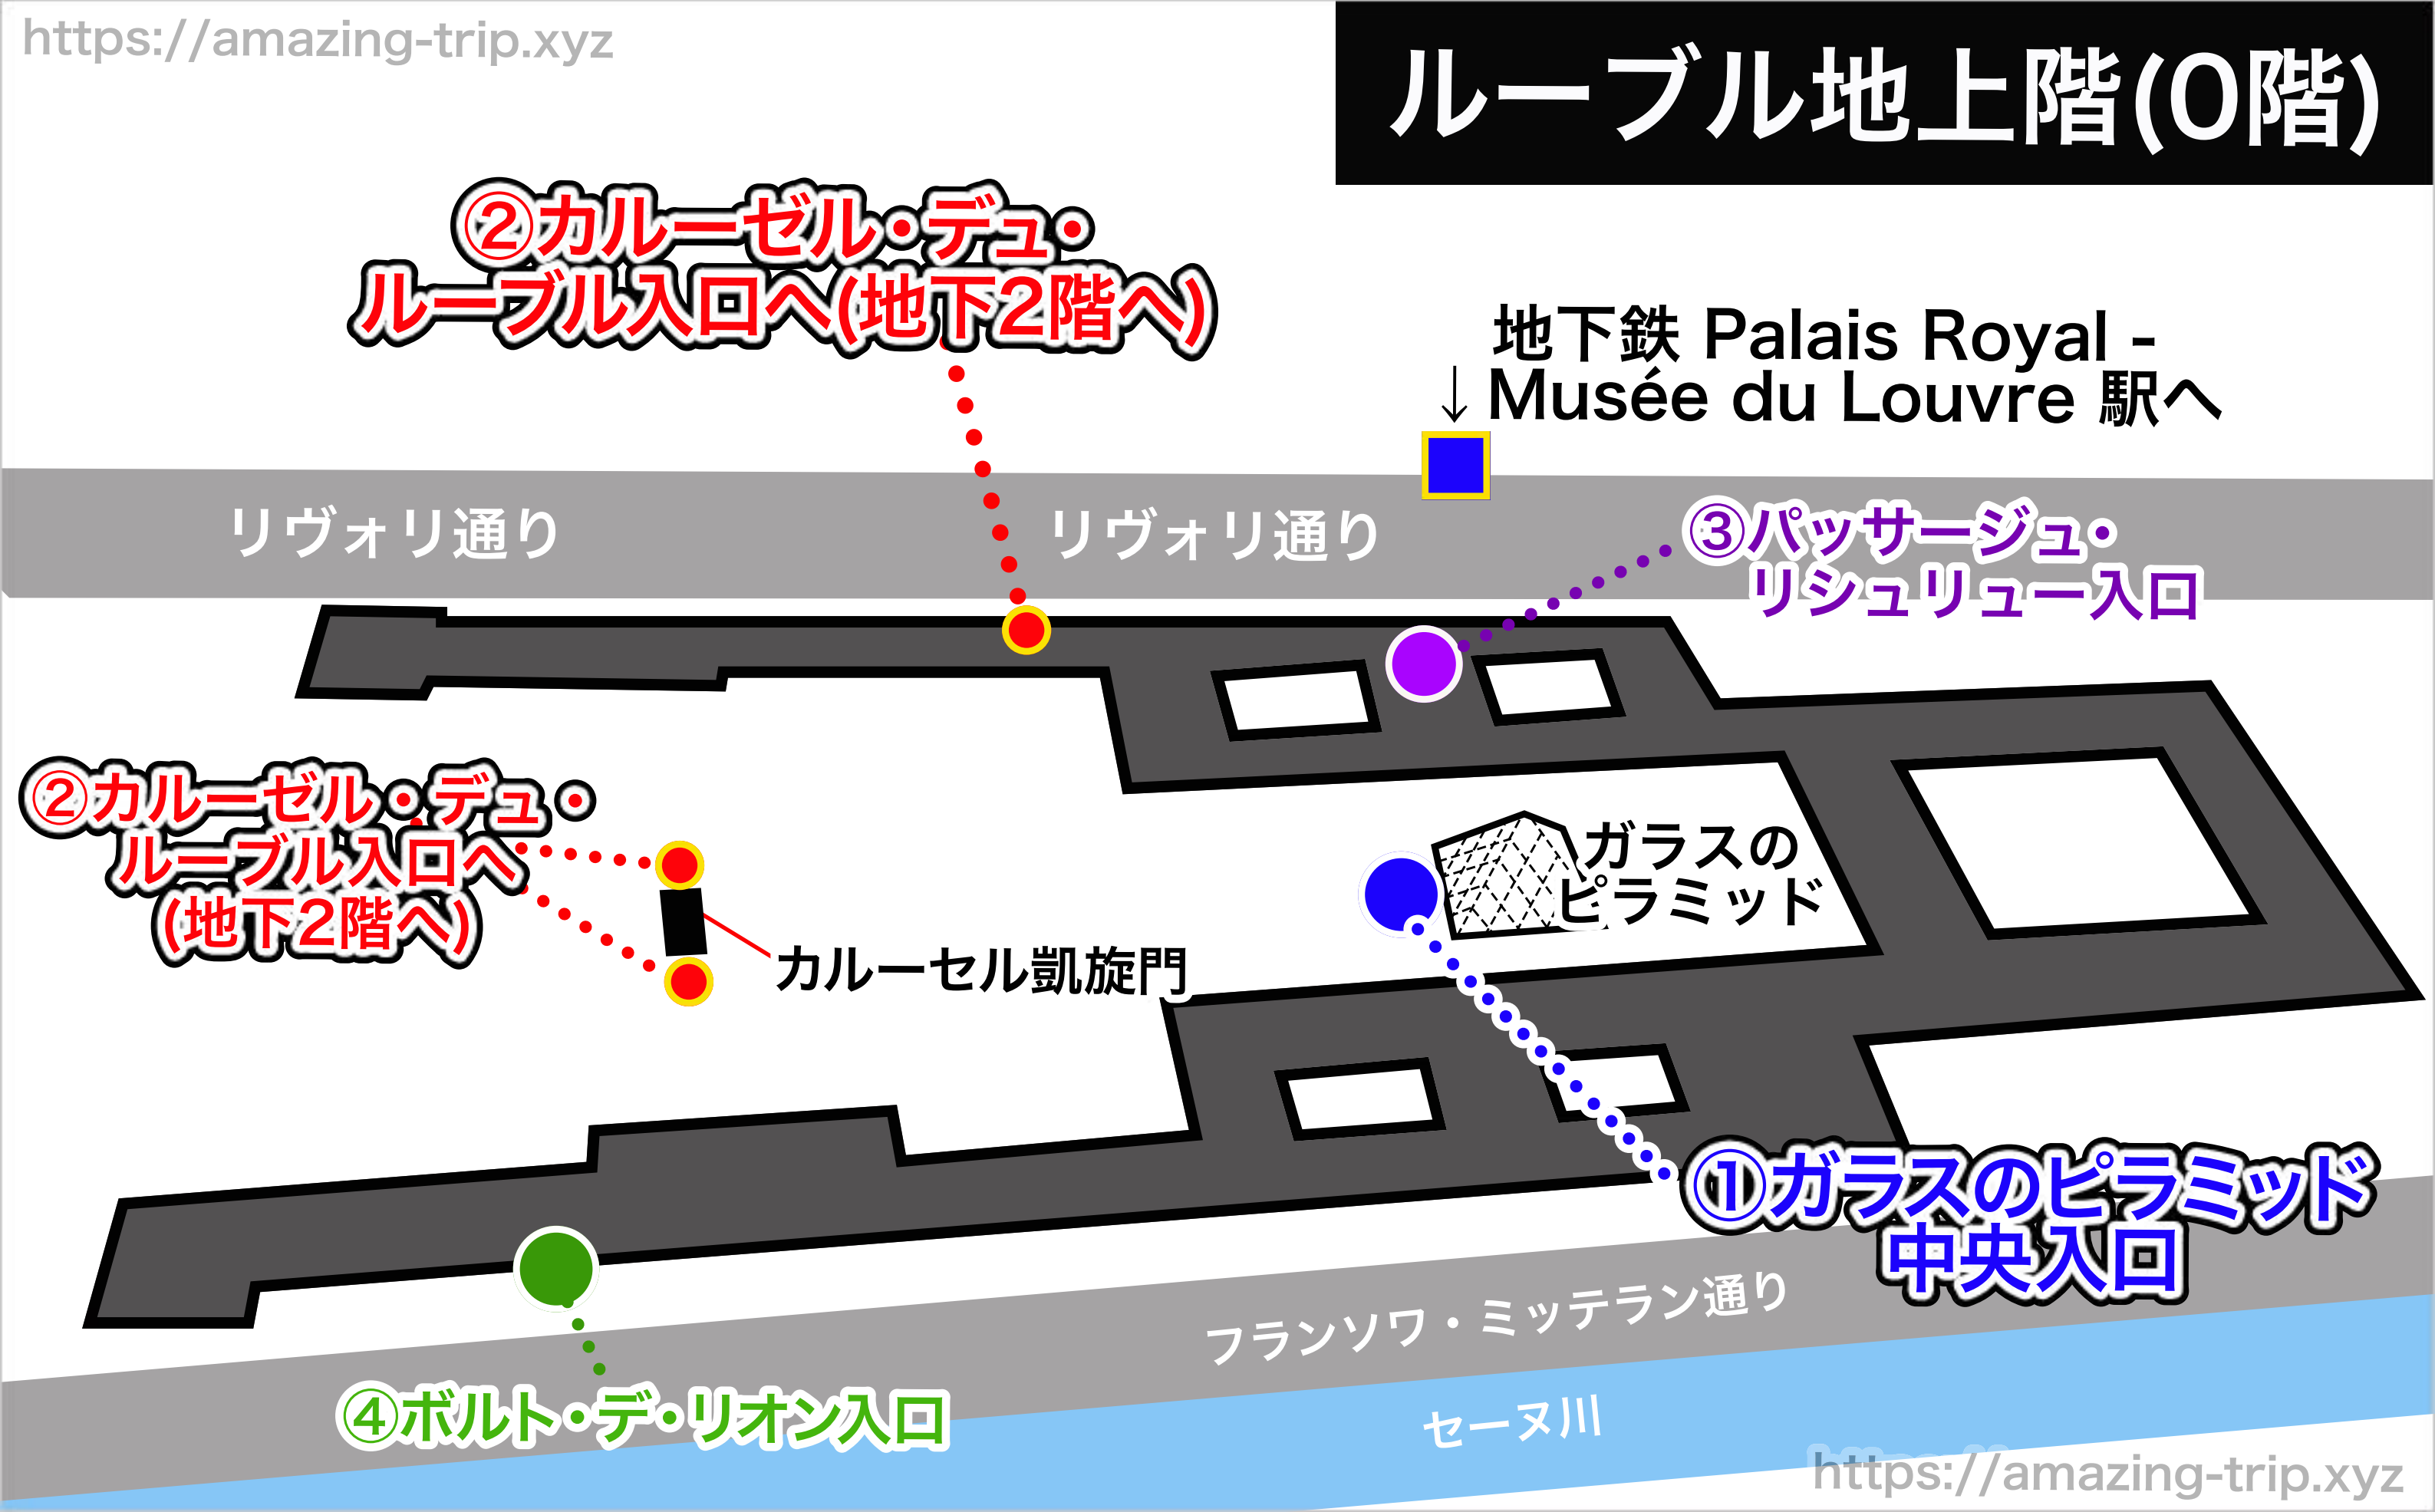 https://amazing-trip.xyz
ルーブル地上階(0階)
②カルーゼル・デュ・
ルーブル入口へ(地下2階へ)
地下鉄 Palais Royal -
↓ Musée du Louvre 駅へ
リヴォリ通り
リヴォリ通り
③パッサージュ・
リシュリュー入口
②カルーゼル・デュ・
ルーブル入口へ
(地下2階へ)
ガラスの
ピラミッド
カルーセル凱旋門
①ガラスのピラミッド
中央入口
フランソワ・ミッテラン通り
④ポルト・デ・リオン入口
セーヌ川
https://amazing-trip.xyz